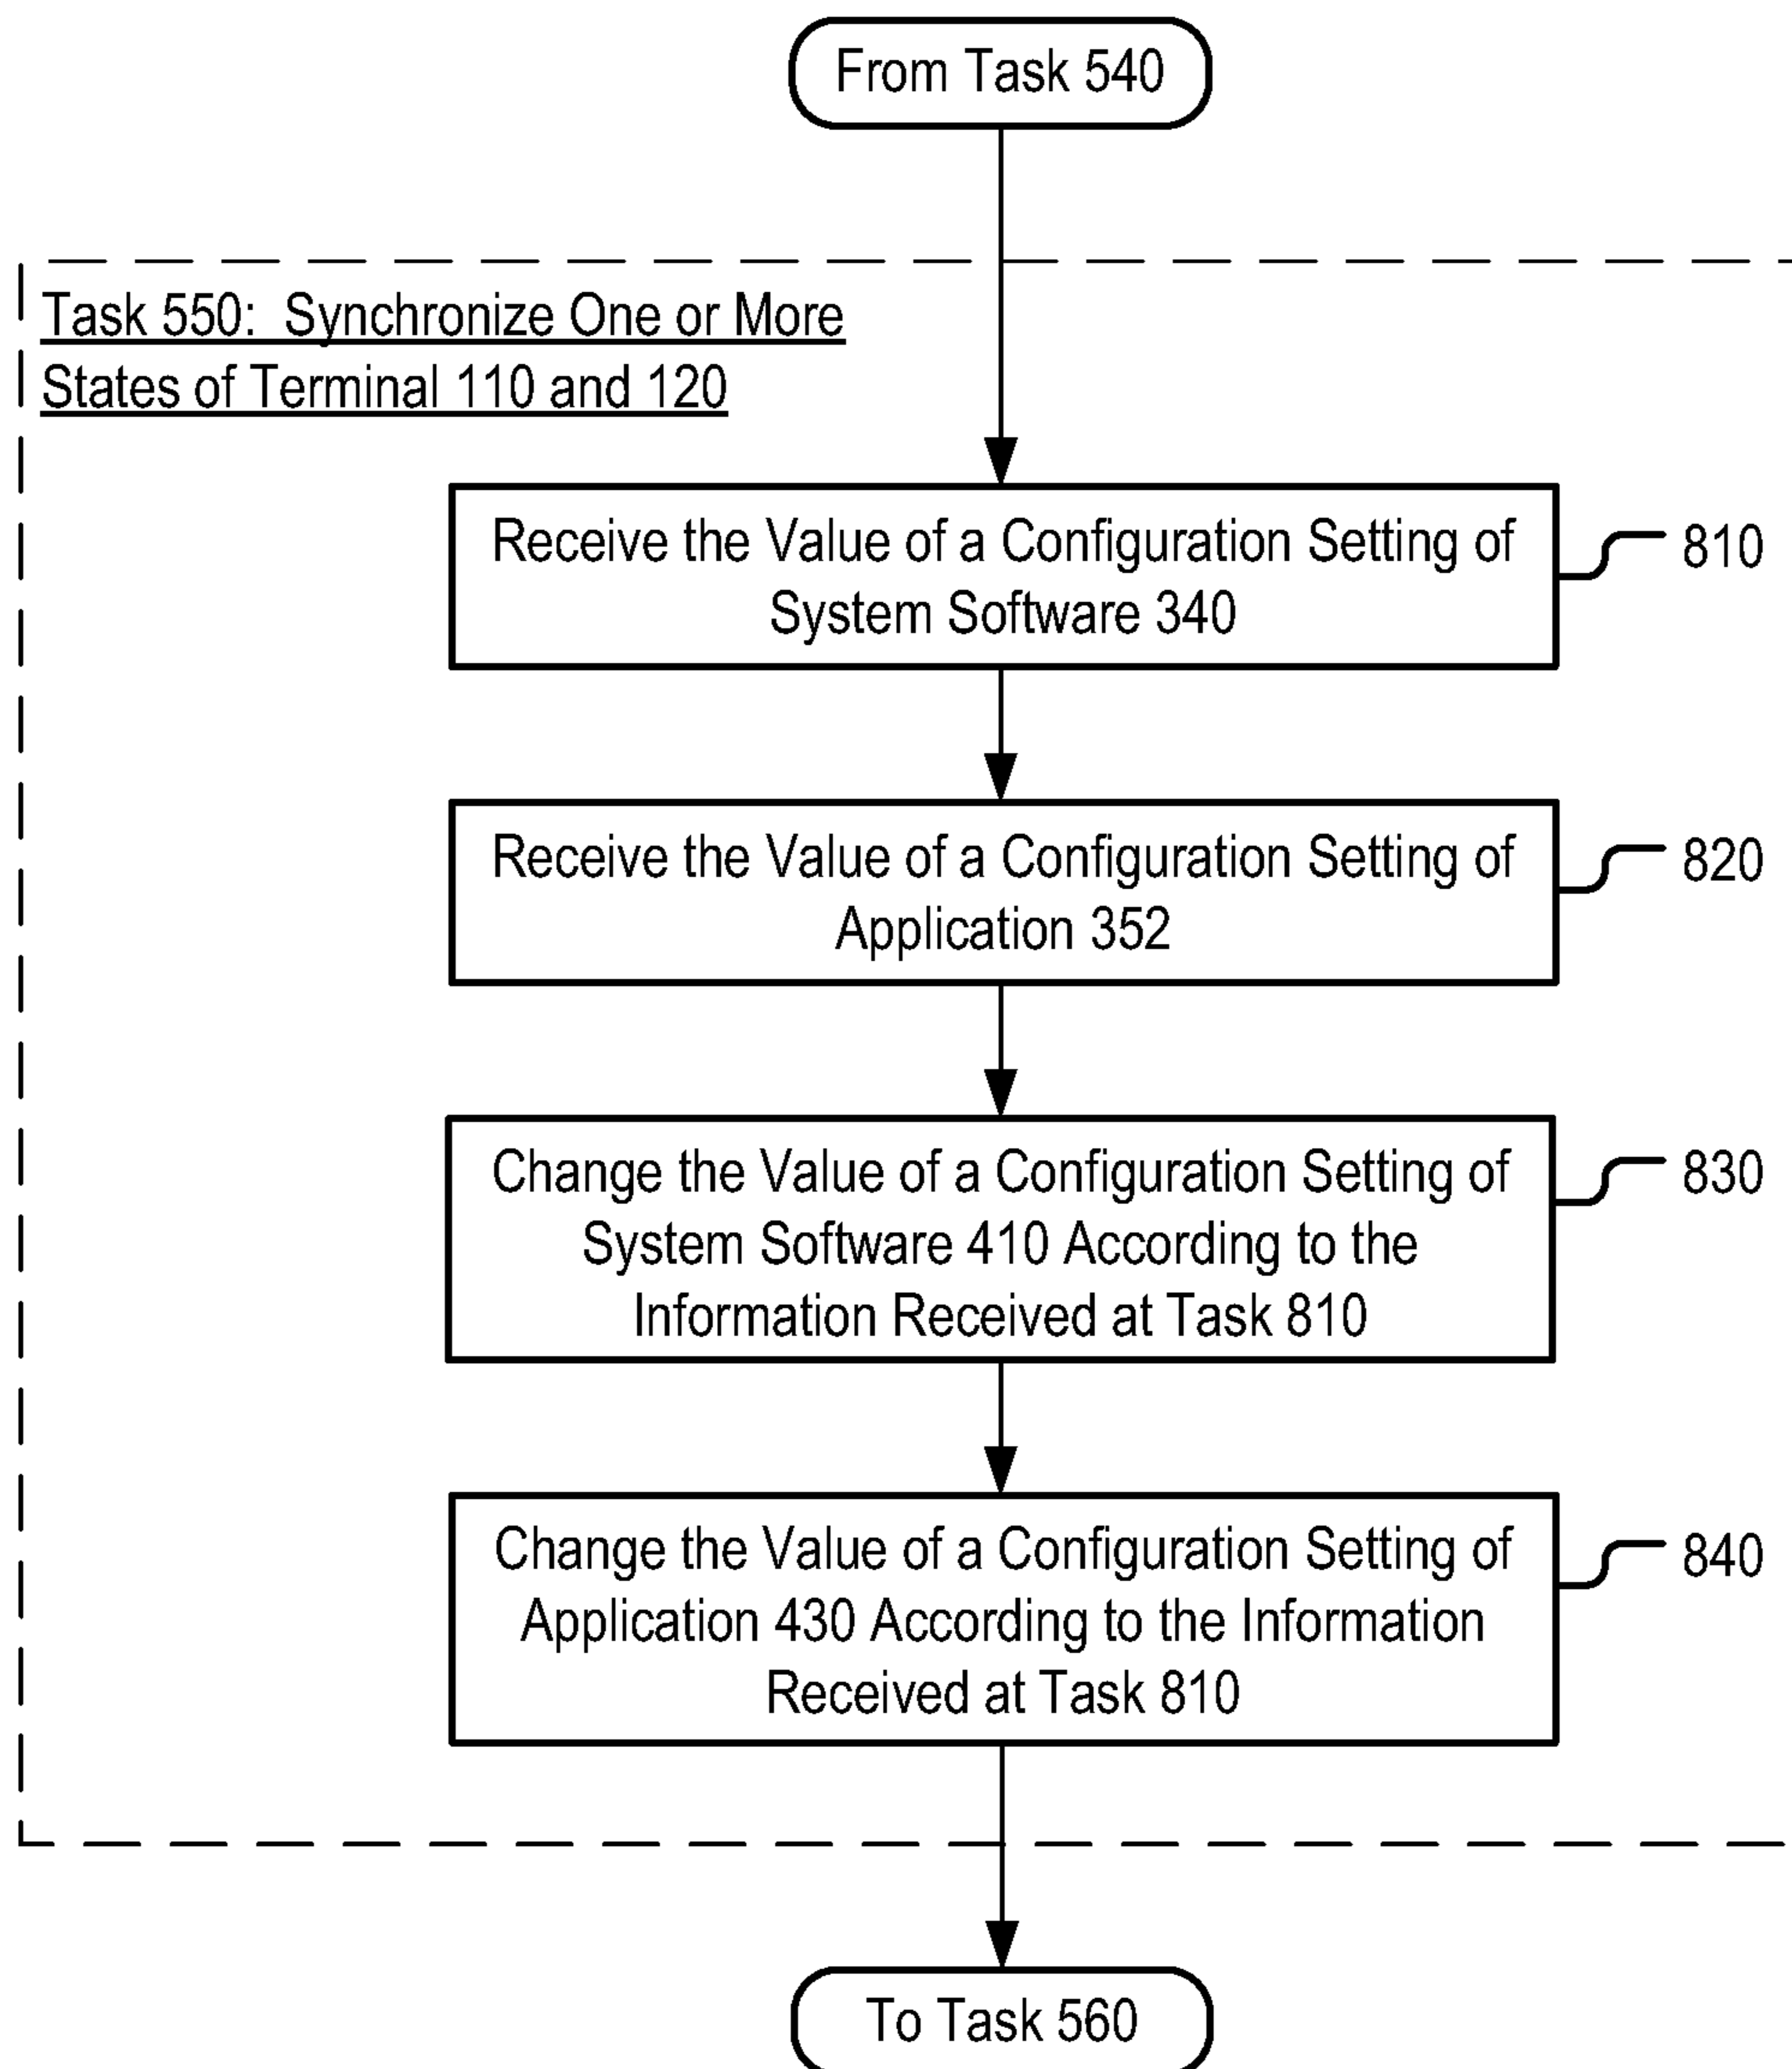 From Task 540
Task 550: Synchronize One or More
States of Terminal 110 and 120
Receive the Value of a Configuration Setting of
System Software 340
810
Receive the Value of a Configuration Setting of
Application 352
820
Change the Value of a Configuration Setting of
System Software 410 According to the
Information Received at Task 810
830
Change the Value of a Configuration Setting of
Application 430 According to the Information
Received at Task 810
840
To Task 560